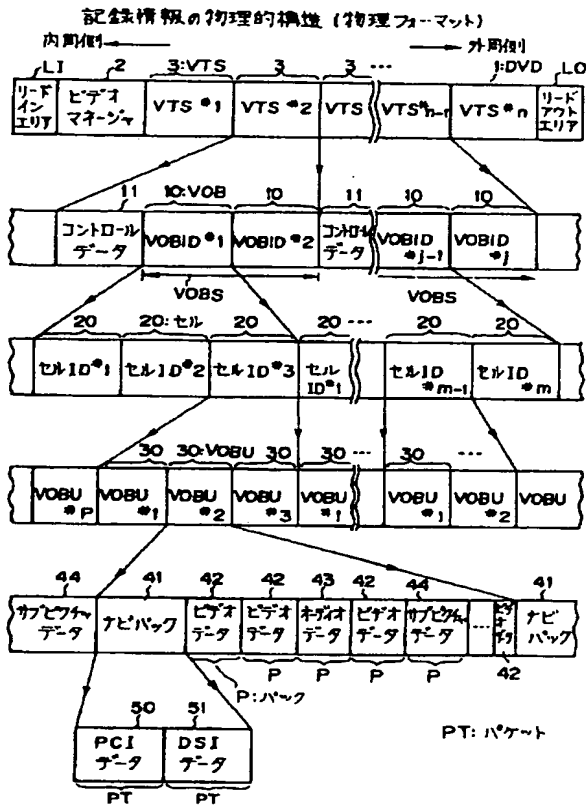 記録情報の物理的構造(物理フォーマット)
内周側 外周側
LI 2 3:VTS 3 3 … 1:DVD LO
リードインエリア ビデオマネージャ VTS#1 VTS#2 VTS VTS#n-1 VTS#n リードアウトエリア
11 10:VOB 10 11 10 10
コントロールデータ VOBID#1 VOBID#2 コントロールデータ VOBID#j-1 VOBID#j
VOBS VOBS
20 20:セル 20 20 … 20 20
セルID#1 セルID#2 セルID#3 セルID#1 セルID#m-1 セルID#m
30 30:VOBU 30 30 … 30 …
VOBU#P VOBU#1 VOBU#2 VOBU#3 VOBU#1 VOBU#1 VOBU#2 VOBU
44 41 42 42 43 42 44 41
サブピクチャデータ ナビパック ビデオデータ ビデオデータ オーディオデータ ビデオデータ サブピクチャデータ … ビデオデータ ナビパック
P P P P 42
P:パック
50 51
PCIデータ DSIデータ
PT PT
PT:パケット